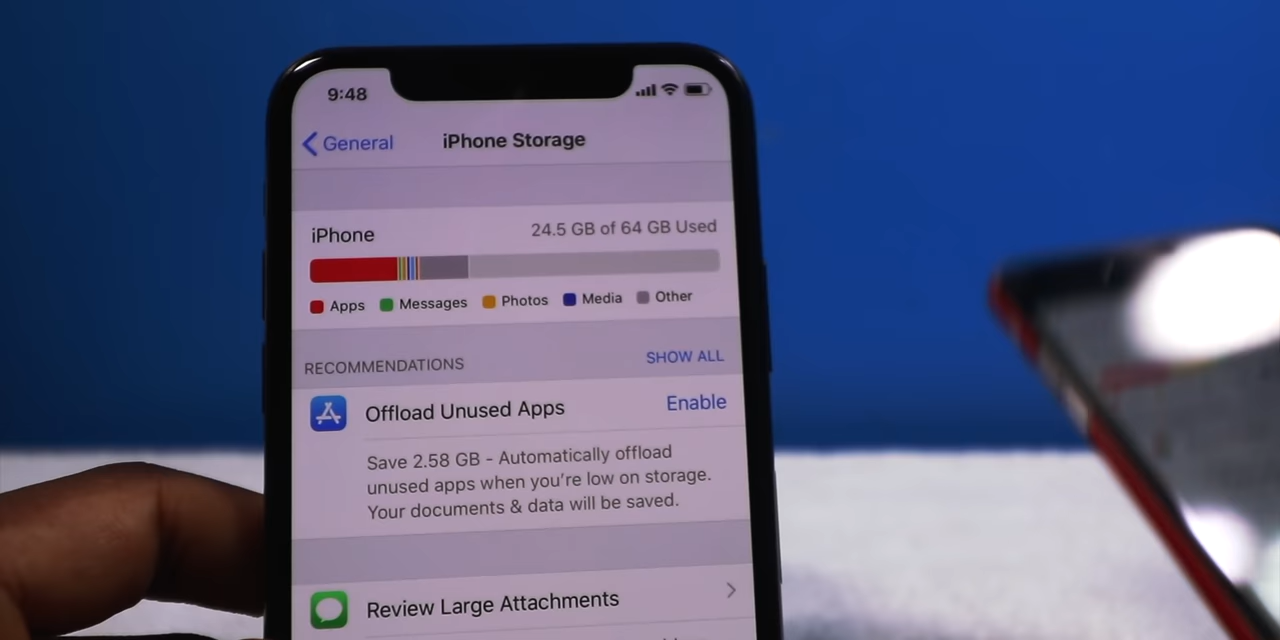 9:48
General
iPhone Storage
iPhone
24.5 GB of 64 GB Used
Apps Messages Photos Media Other
RECOMMENDATIONS
SHOW ALL
Offload Unused Apps
Enable
Save 2.58 GB - Automatically offload
unused apps when you're low on storage.
Your documents & data will be saved.
Review Large Attachments